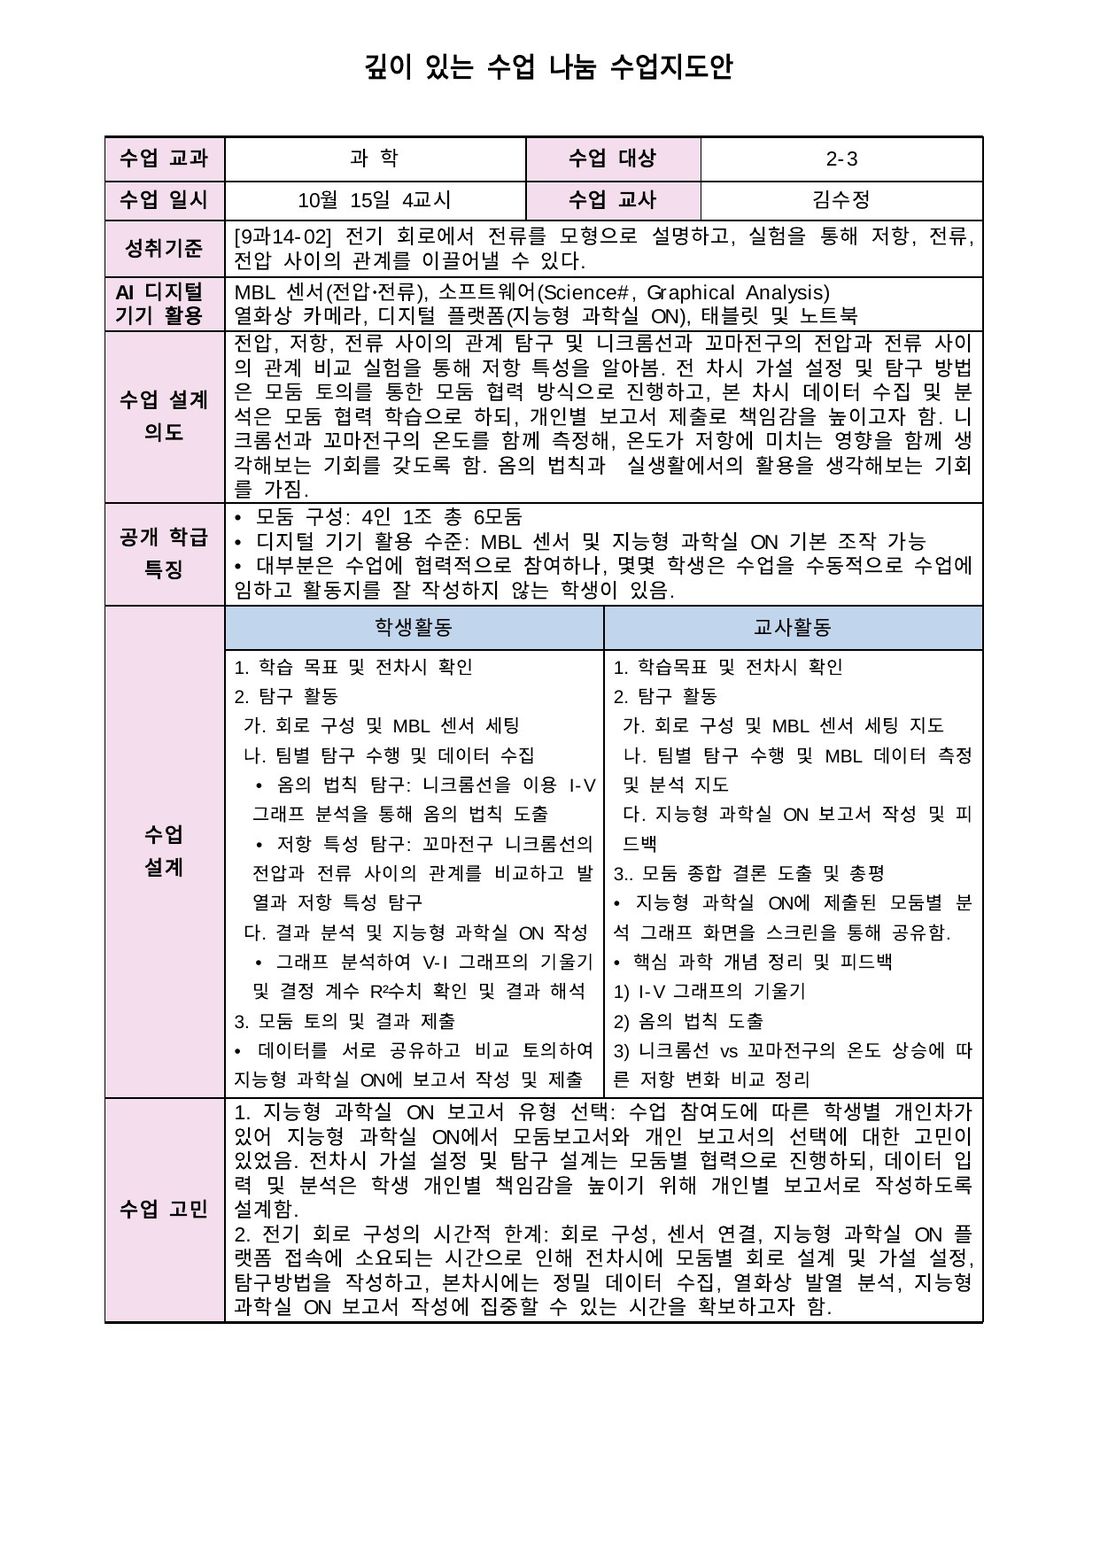 깊이 있는 수업 나눔 수업지도안
수업 교과 과 학 수업 대상 2-3
수업 일시 10월 15일 4교시 수업 교사 김수정
성취기준
[9과14-02] 전기 회로에서 전류를 모형으로 설명하고, 실험을 통해 저항, 전류,
전압 사이의 관계를 이끌어낼 수 있다.
AI 디지털
기기 활용
MBL 센서(전압·전류), 소프트웨어(Science#, Graphical Analysis)
열화상 카메라, 디지털 플랫폼(지능형 과학실 ON), 태블릿 및 노트북
수업 설계
의도
전압, 저항, 전류 사이의 관계 탐구 및 니크롬선과 꼬마전구의 전압과 전류 사이
의 관계 비교 실험을 통해 저항 특성을 알아봄. 전 차시 가설 설정 및 탐구 방법
은 모둠 토의를 통한 모둠 협력 방식으로 진행하고, 본 차시 데이터 수집 및 분
석은 모둠 협력 학습으로 하되, 개인별 보고서 제출로 책임감을 높이고자 함. 니
크롬선과 꼬마전구의 온도를 함께 측정해, 온도가 저항에 미치는 영향을 함께 생
각해보는 기회를 갖도록 함. 옴의 법칙과 실생활에서의 활용을 생각해보는 기회
를 가짐.
공개 학급
특징
• 모둠 구성: 4인 1조 총 6모둠
• 디지털 기기 활용 수준: MBL 센서 및 지능형 과학실 ON 기본 조작 가능
• 대부분은 수업에 협력적으로 참여하나, 몇몇 학생은 수업을 수동적으로 수업에
임하고 활동지를 잘 작성하지 않는 학생이 있음.
수업
설계
학생활동
1. 학습 목표 및 전차시 확인
2. 탐구 활동
가. 회로 구성 및 MBL 센서 세팅
나. 팀별 탐구 수행 및 데이터 수집
• 옴의 법칙 탐구: 니크롬선을 이용 I-V
그래프 분석을 통해 옴의 법칙 도출
• 저항 특성 탐구: 꼬마전구 니크롬선의
전압과 전류 사이의 관계를 비교하고 발
열과 저항 특성 탐구
다. 결과 분석 및 지능형 과학실 ON 작성
• 그래프 분석하여 V-I 그래프의 기울기
및 결정 계수 R²수치 확인 및 결과 해석
3. 모둠 토의 및 결과 제출
• 데이터를 서로 공유하고 비교 토의하여
지능형 과학실 ON에 보고서 작성 및 제출
교사활동
1. 학습목표 및 전차시 확인
2. 탐구 활동
가. 회로 구성 및 MBL 센서 세팅 지도
나. 팀별 탐구 수행 및 MBL 데이터 측정
및 분석 지도
다. 지능형 과학실 ON 보고서 작성 및 피
드백
3.. 모둠 종합 결론 도출 및 총평
• 지능형 과학실 ON에 제출된 모둠별 분
석 그래프 화면을 스크린을 통해 공유함.
• 핵심 과학 개념 정리 및 피드백
1) I-V 그래프의 기울기
2) 옴의 법칙 도출
3) 니크롬선 vs 꼬마전구의 온도 상승에 따
른 저항 변화 비교 정리
수업 고민
1. 지능형 과학실 ON 보고서 유형 선택: 수업 참여도에 따른 학생별 개인차가
있어 지능형 과학실 ON에서 모둠보고서와 개인 보고서의 선택에 대한 고민이
있었음. 전차시 가설 설정 및 탐구 설계는 모둠별 협력으로 진행하되, 데이터 입
력 및 분석은 학생 개인별 책임감을 높이기 위해 개인별 보고서로 작성하도록
설계함.
2. 전기 회로 구성의 시간적 한계: 회로 구성, 센서 연결, 지능형 과학실 ON 플
랫폼 접속에 소요되는 시간으로 인해 전차시에 모둠별 회로 설계 및 가설 설정,
탐구방법을 작성하고, 본차시에는 정밀 데이터 수집, 열화상 발열 분석, 지능형
과학실 ON 보고서 작성에 집중할 수 있는 시간을 확보하고자 함.